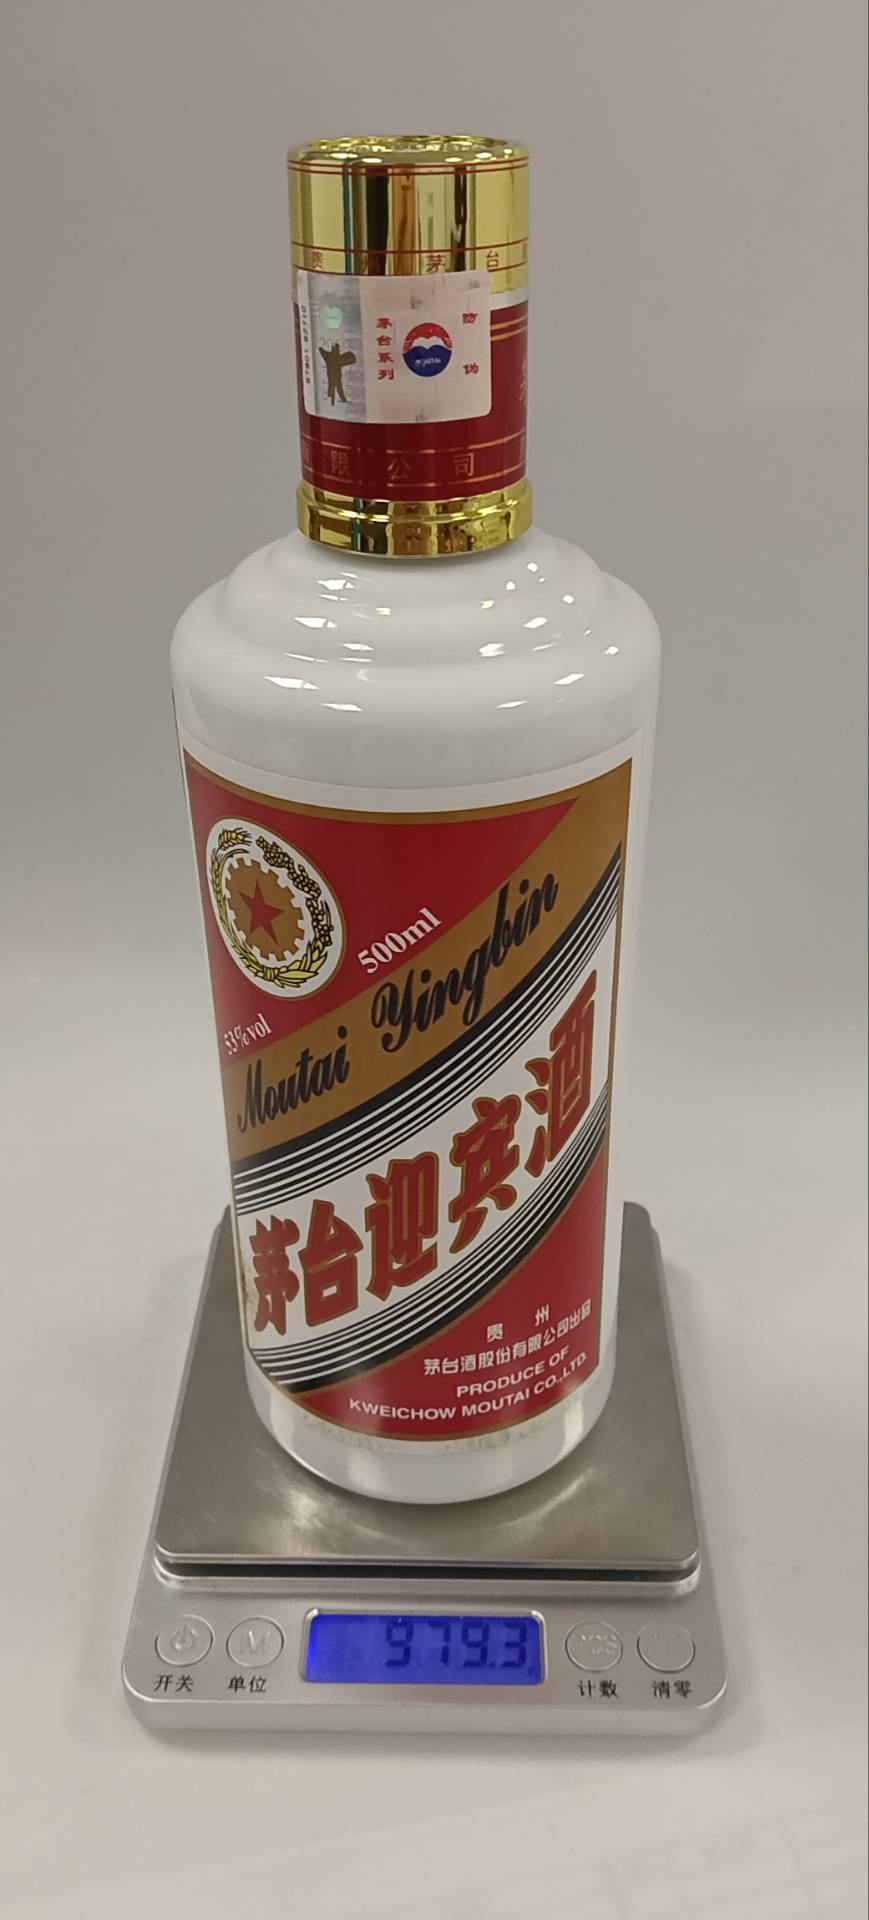 贵州茅台
茅台系列
防伪
MOUTAI
限公司
500ml
53%vol
Moutai Yingbin
茅台迎宾酒
贵州
茅台酒股份有限公司出品
PRODUCE OF
KWEICHOW MOUTAI CO.,LTD.
979.3
M
开关
单位
计数
清零